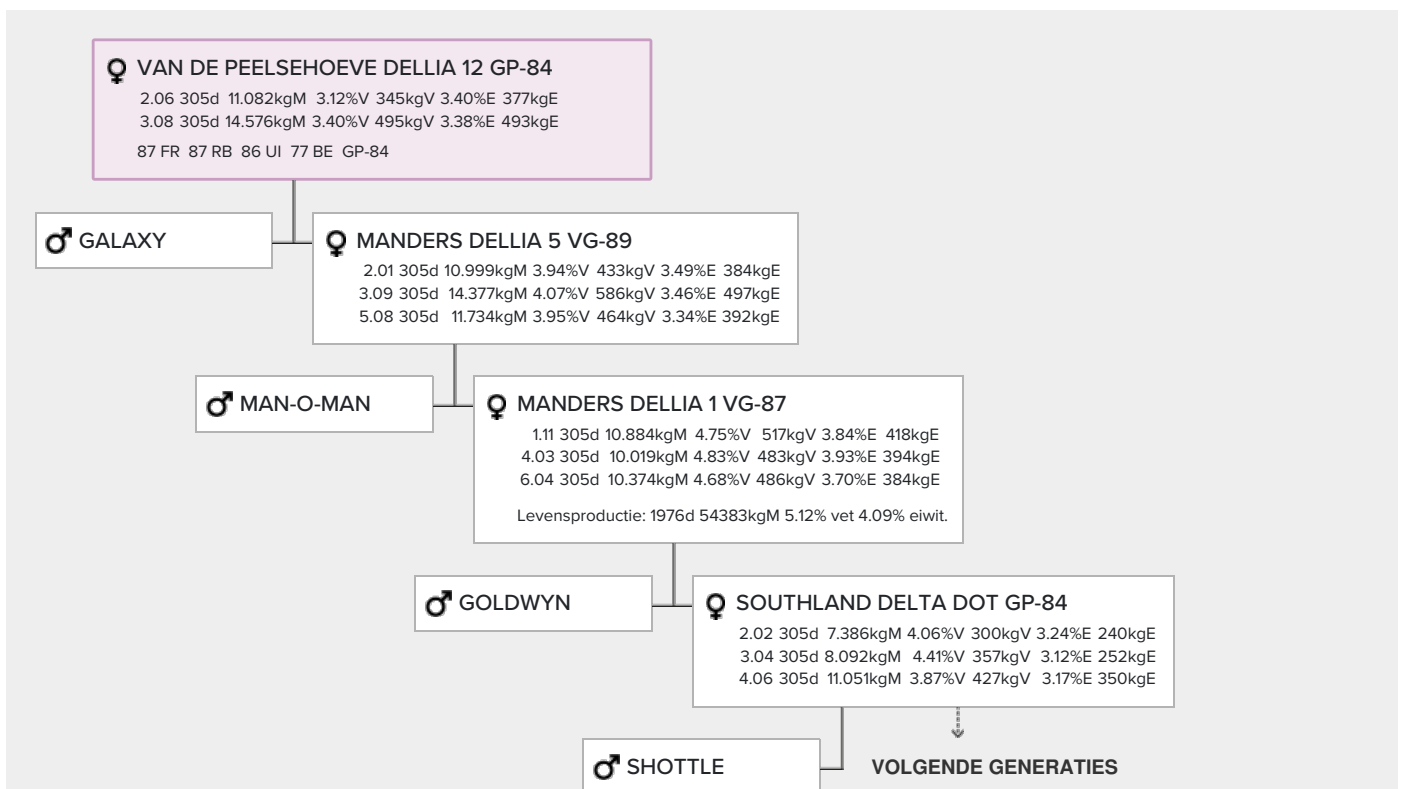 VAN DE PEELSEHOEVE DELLIA 12 GP-84
2.06 305d 11.082kgM 3.12%V 345kgV 3.40%E 377kgE
3.08 305d 14.576kgM 3.40%V 495kgV 3.38%E 493kgE
87 FR 87 RB 86 UI 77 BE GP-84
GALAXY
MANDERS DELLIA 5 VG-89
2.01 305d 10.999kgM 3.94%V 433kgV 3.49%E 384kgE
3.09 305d 14.377kgM 4.07%V 586kgV 3.46%E 497kgE
5.08 305d 11.734kgM 3.95%V 464kgV 3.34%E 392kgE
MAN-O-MAN
MANDERS DELLIA 1 VG-87
1.11 305d 10.884kgM 4.75%V 517kgV 3.84%E 418kgE
4.03 305d 10.019kgM 4.83%V 483kgV 3.93%E 394kgE
6.04 305d 10.374kgM 4.68%V 486kgV 3.70%E 384kgE
Levensproductie: 1976d 54383kgM 5.12% vet 4.09% eiwit.
GOLDWYN
SOUTHLAND DELTA DOT GP-84
2.02 305d 7.386kgM 4.06%V 300kgV 3.24%E 240kgE
3.04 305d 8.092kgM 4.41%V 357kgV 3.12%E 252kgE
4.06 305d 11.051kgM 3.87%V 427kgV 3.17%E 350kgE
SHOTTLE
VOLGENDE GENERATIES